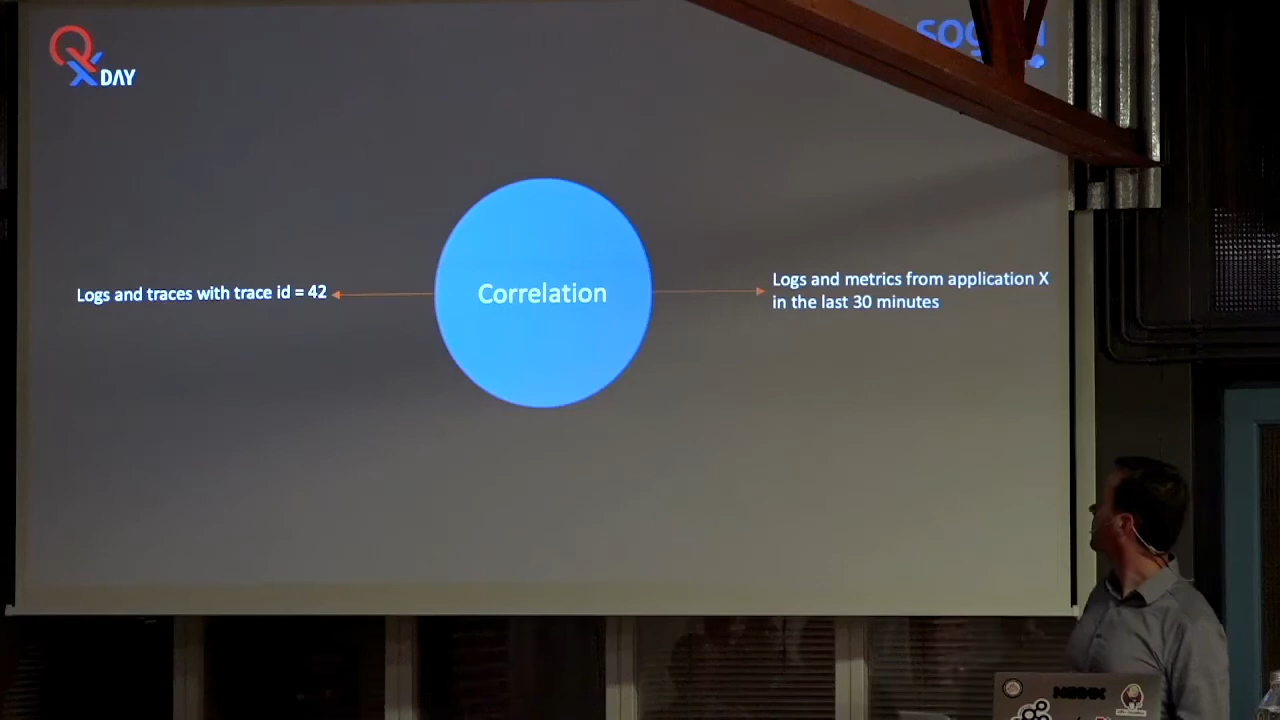 QX DAY
Logs and traces with trace id = 42
Correlation
Logs and metrics from application X
in the last 30 minutes